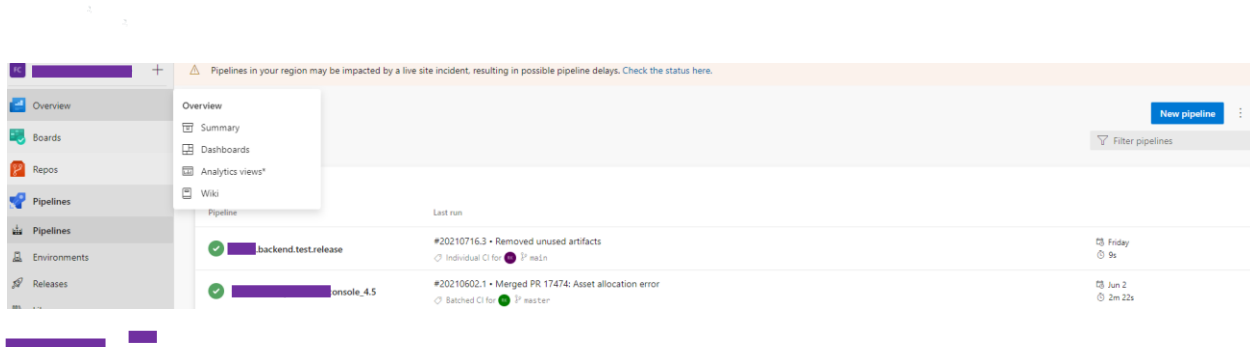 Pipelines in your region may be impacted by a live site incident, resulting in possible pipeline delays. Check the status here.
Overview
Boards
Repos
Pipelines
Pipelines
Environments
Releases
Overview
Summary
Dashboards
Analytics views*
Wiki
New pipeline
Filter pipelines
Pipeline
Last run
.backend.test.release
#20210716.3 • Removed unused artifacts
Individual CI for main
Friday
9s
onsole_4.5
#20210602.1 • Merged PR 17474: Asset allocation error
Batched CI for master
Jun 2
2m 22s